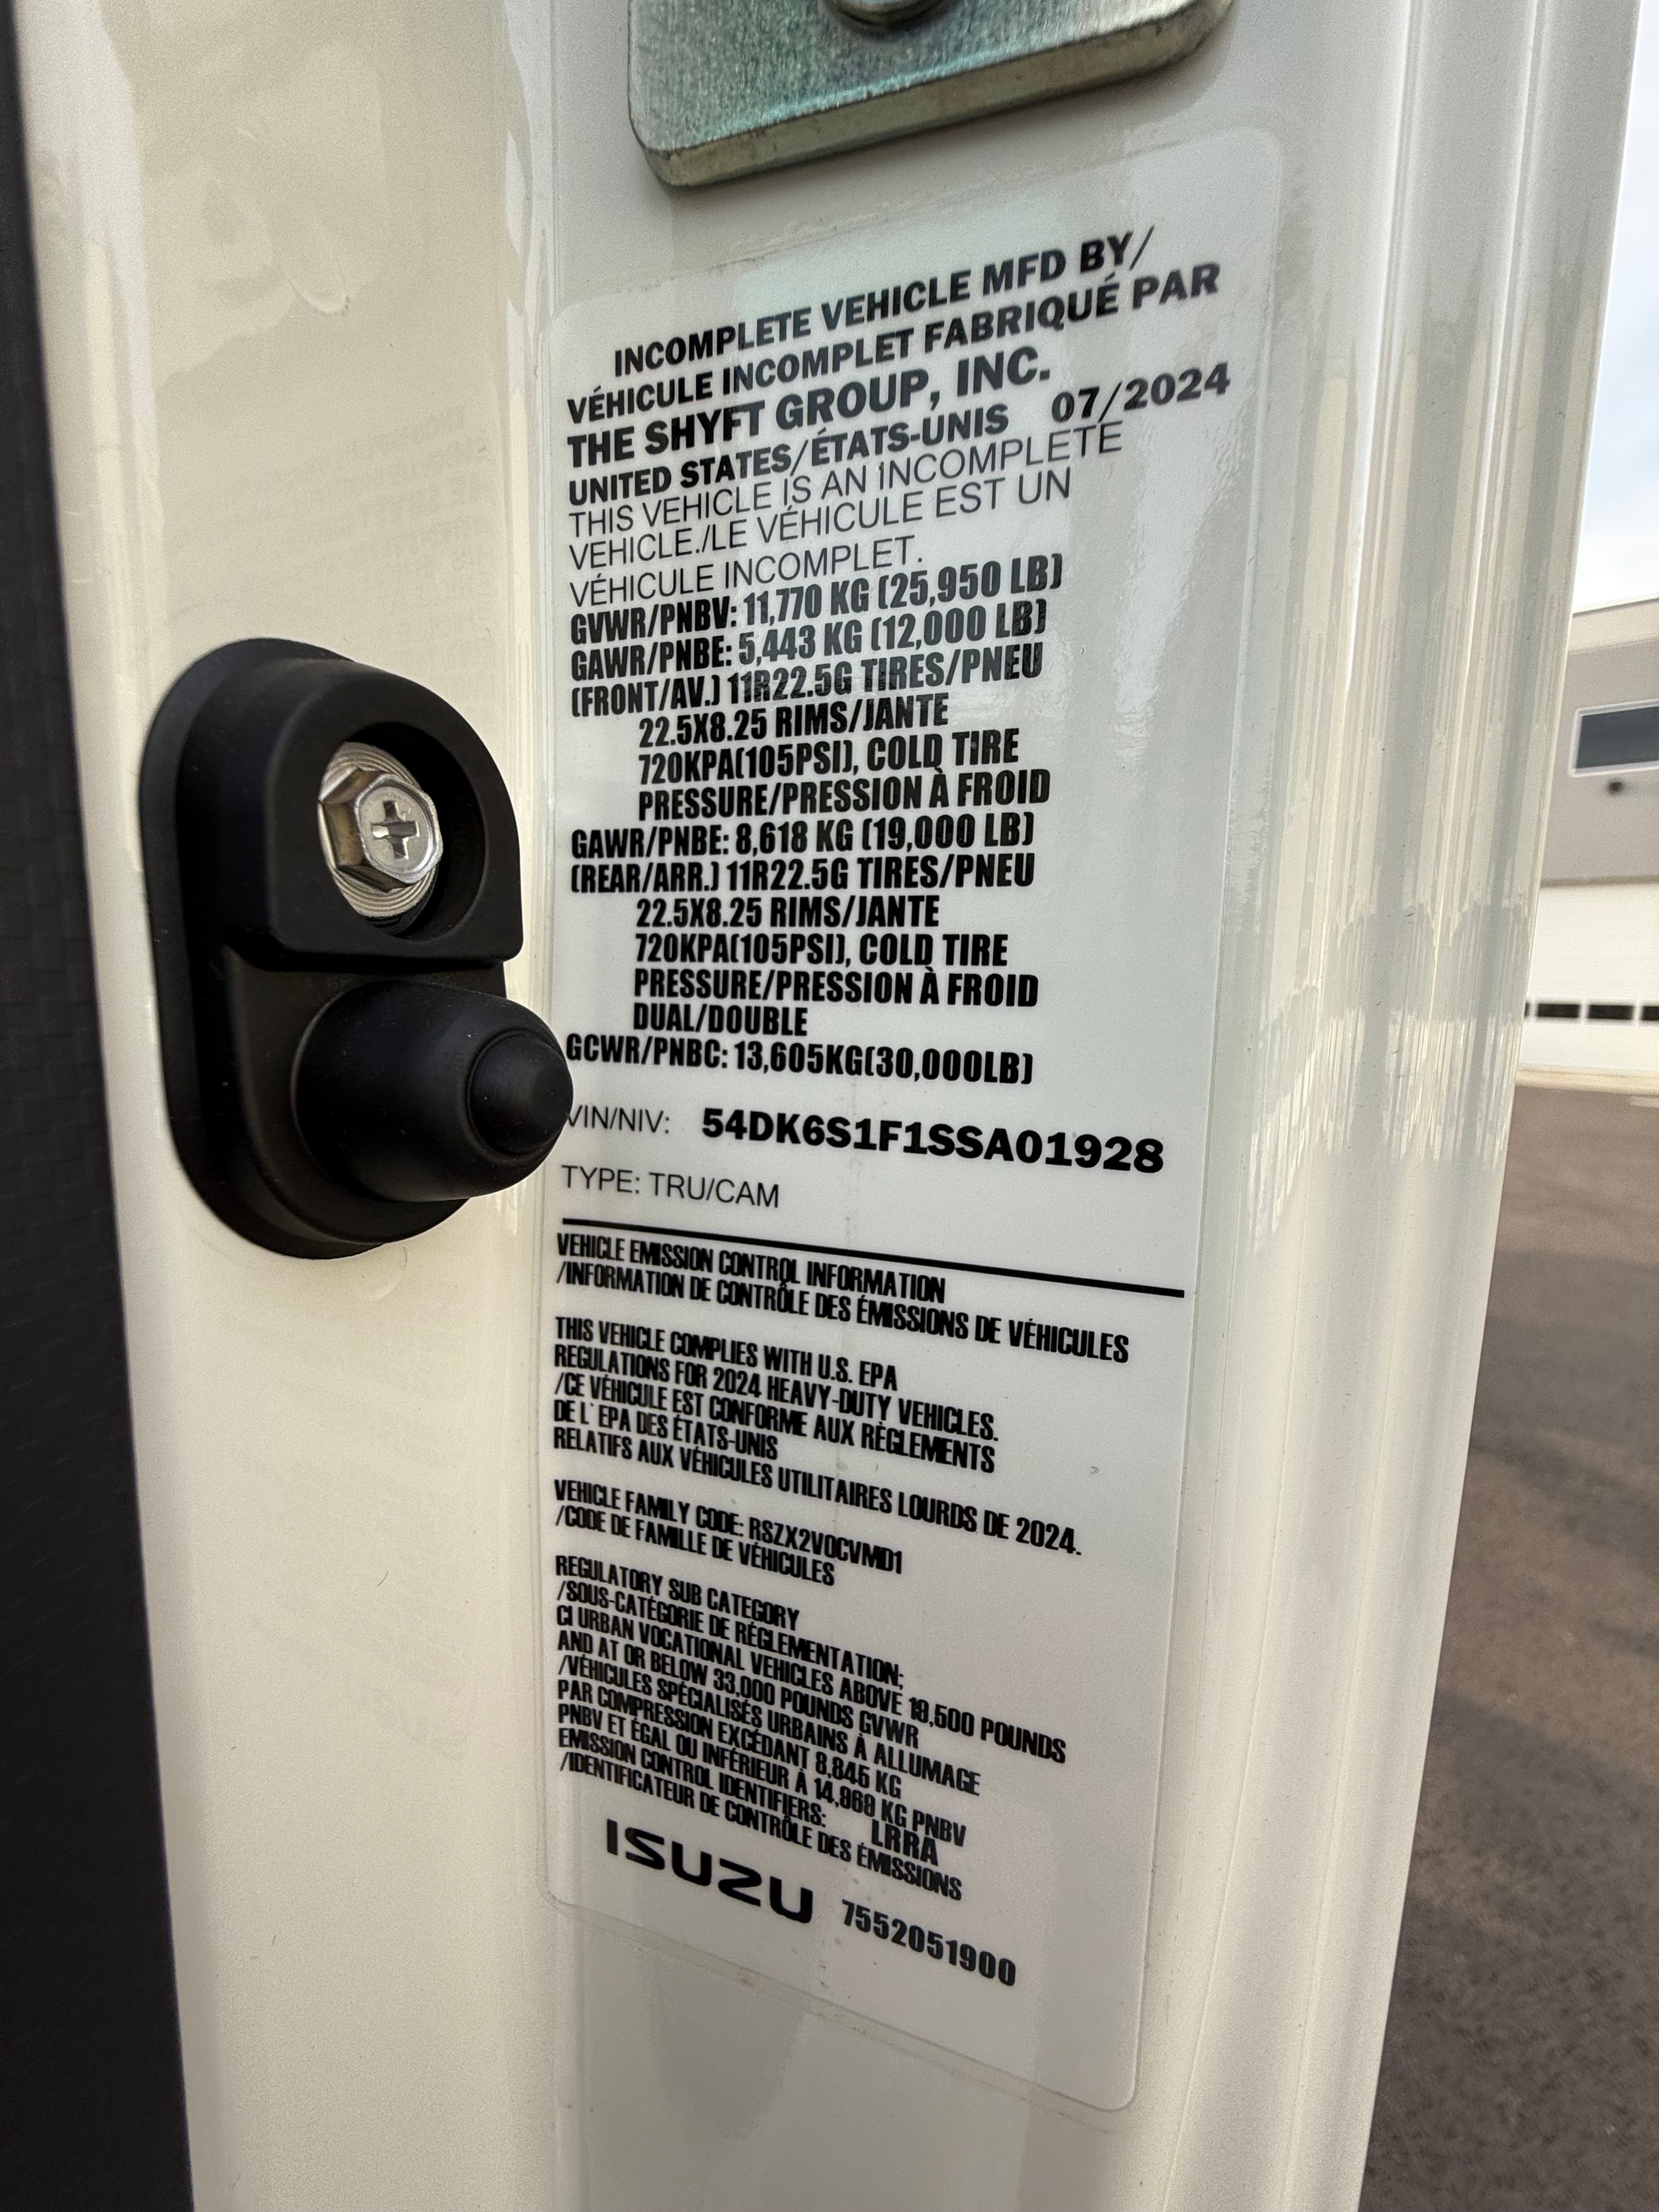 INCOMPLETE VEHICLE MFD BY/
VÉHICULE INCOMPLET FABRIQUÉ PAR
THE SHYFT GROUP, INC.
UNITED STATES/ÉTATS-UNIS 07/2024
THIS VEHICLE IS AN INCOMPLETE
VEHICLE./LE VÉHICULE EST UN
VÉHICULE INCOMPLET.
GVWR/PNBV: 11,770 KG (25,950 LB)
GAWR/PNBE: 5,443 KG (12,000 LB)
(FRONT/AV.) 11R22.5G TIRES/PNEU
22.5X8.25 RIMS/JANTE
720KPA(105PSI), COLD TIRE
PRESSURE/PRESSION À FROID
GAWR/PNBE: 8,618 KG (19,000 LB)
(REAR/ARR.) 11R22.5G TIRES/PNEU
22.5X8.25 RIMS/JANTE
720KPA(105PSI), COLD TIRE
PRESSURE/PRESSION À FROID
DUAL/DOUBLE
GCWR/PNBC: 13,605KG(30,000LB)
VIN/NIV: 54DK6S1F1SSA01928
TYPE: TRU/CAM
VEHICLE EMISSION CONTROL INFORMATION
/INFORMATION DE CONTRÔLE DES ÉMISSIONS DE VÉHICULES
THIS VEHICLE COMPLIES WITH U.S. EPA
REGULATIONS FOR 2024 HEAVY-DUTY VEHICLES.
/CE VÉHICULE EST CONFORME AUX RÈGLEMENTS
DE L`EPA DES ÉTATS-UNIS
RELATIFS AUX VÉHICULES UTILITAIRES LOURDS DE 2024.
VEHICLE FAMILY CODE: RSZX2VOCVMD1
/CODE DE FAMILLE DE VÉHICULES
REGULATORY SUB CATEGORY
/SOUS-CATÉGORIE DE RÉGLEMENTATION;
CI URBAN VOCATIONAL VEHICLES ABOVE 19,500 POUNDS
AND AT OR BELOW 33,000 POUNDS GVWR
/VÉHICULES SPÉCIALISÉS URBAINS À ALLUMAGE
PAR COMPRESSION EXCÉDANT 8,845 KG
PNBV ET ÉGAL OU INFÉRIEUR À 14,969 KG PNBV
EMISSION CONTROL IDENTIFIERS: LRRA
/IDENTIFICATEUR DE CONTRÔLE DES ÉMISSIONS
ISUZU 7552051900